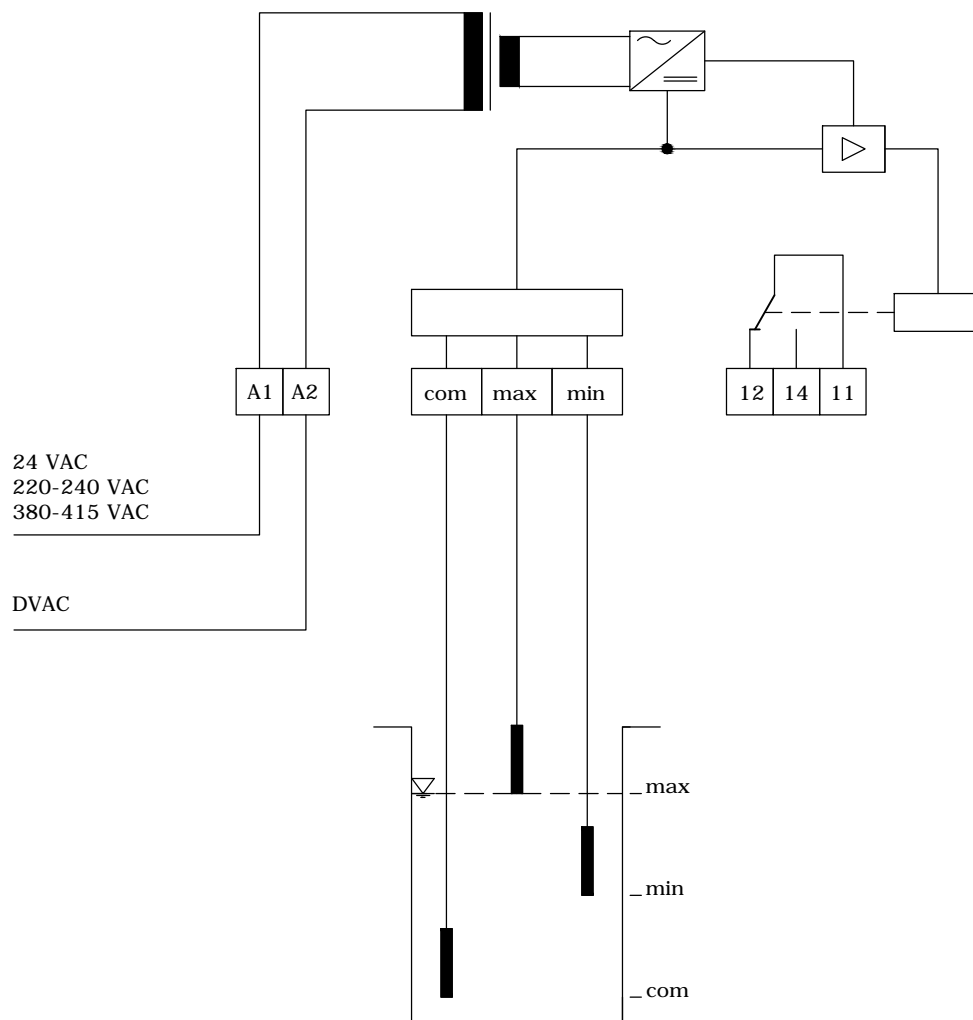 A1 A2 com max min 12 14 11
24 VAC
220-240 VAC
380-415 VAC
DVAC
max
min
com